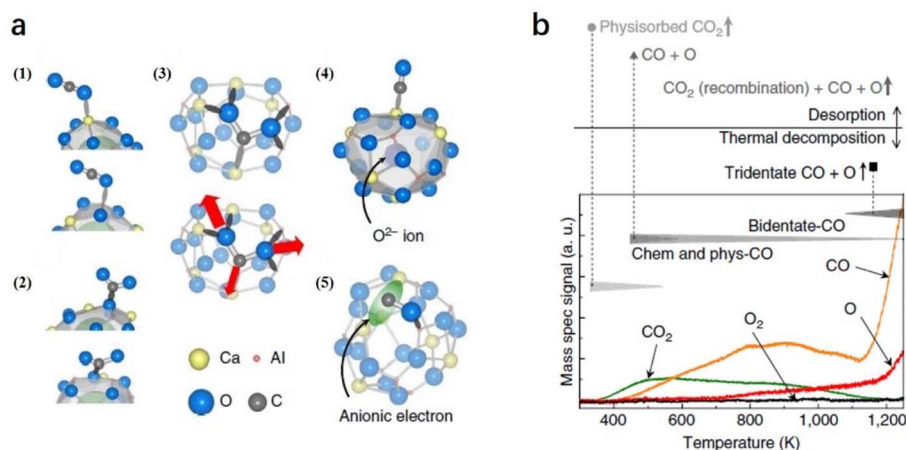 a
(1)
(3)
(4)
O²⁻ ion
(2)
(5)
Ca
Al
O
C
Anionic electron
b
Physisorbed CO₂
CO + O
CO₂ (recombination) + CO + O
Desorption
Thermal decomposition
Tridentate CO + O
Bidentate-CO
Chem and phys-CO
CO
CO₂
O₂
O
Mass spec signal (a. u.)
400
600
800
1,000
1,200
Temperature (K)